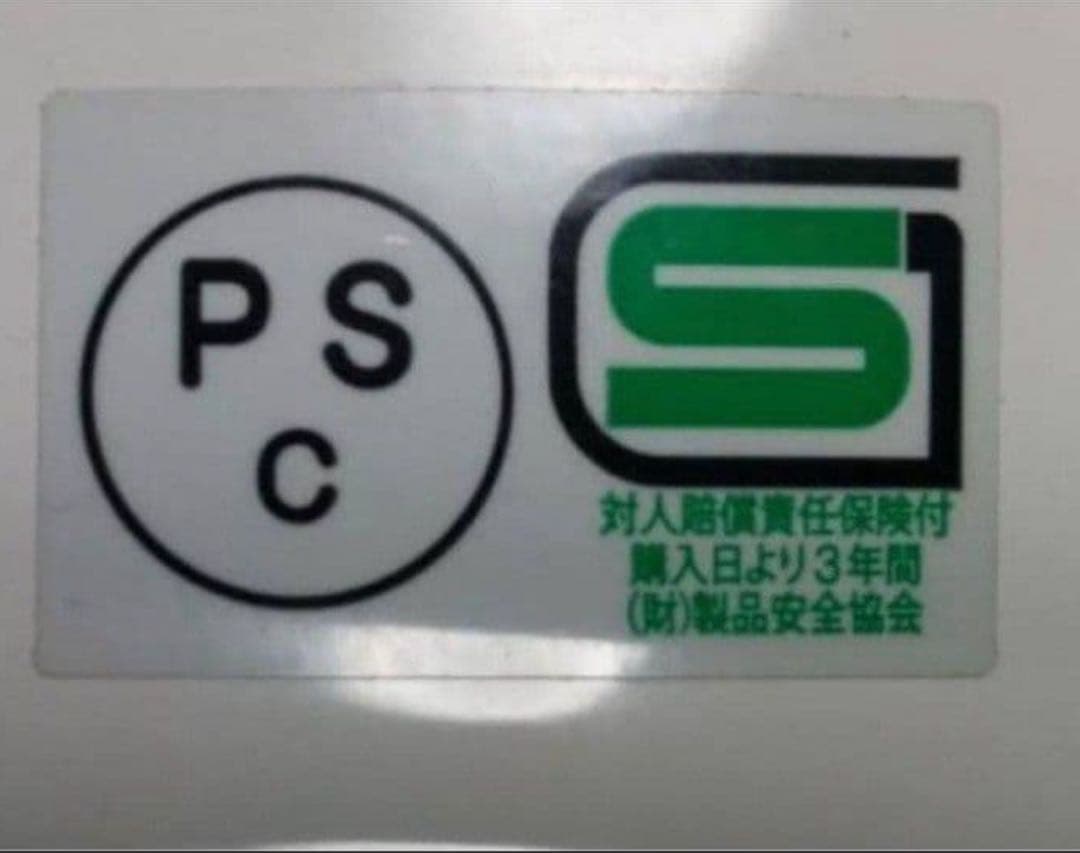 P S
C
SG
対人賠償責任保険付
購入日より3年間
(財)製品安全協会